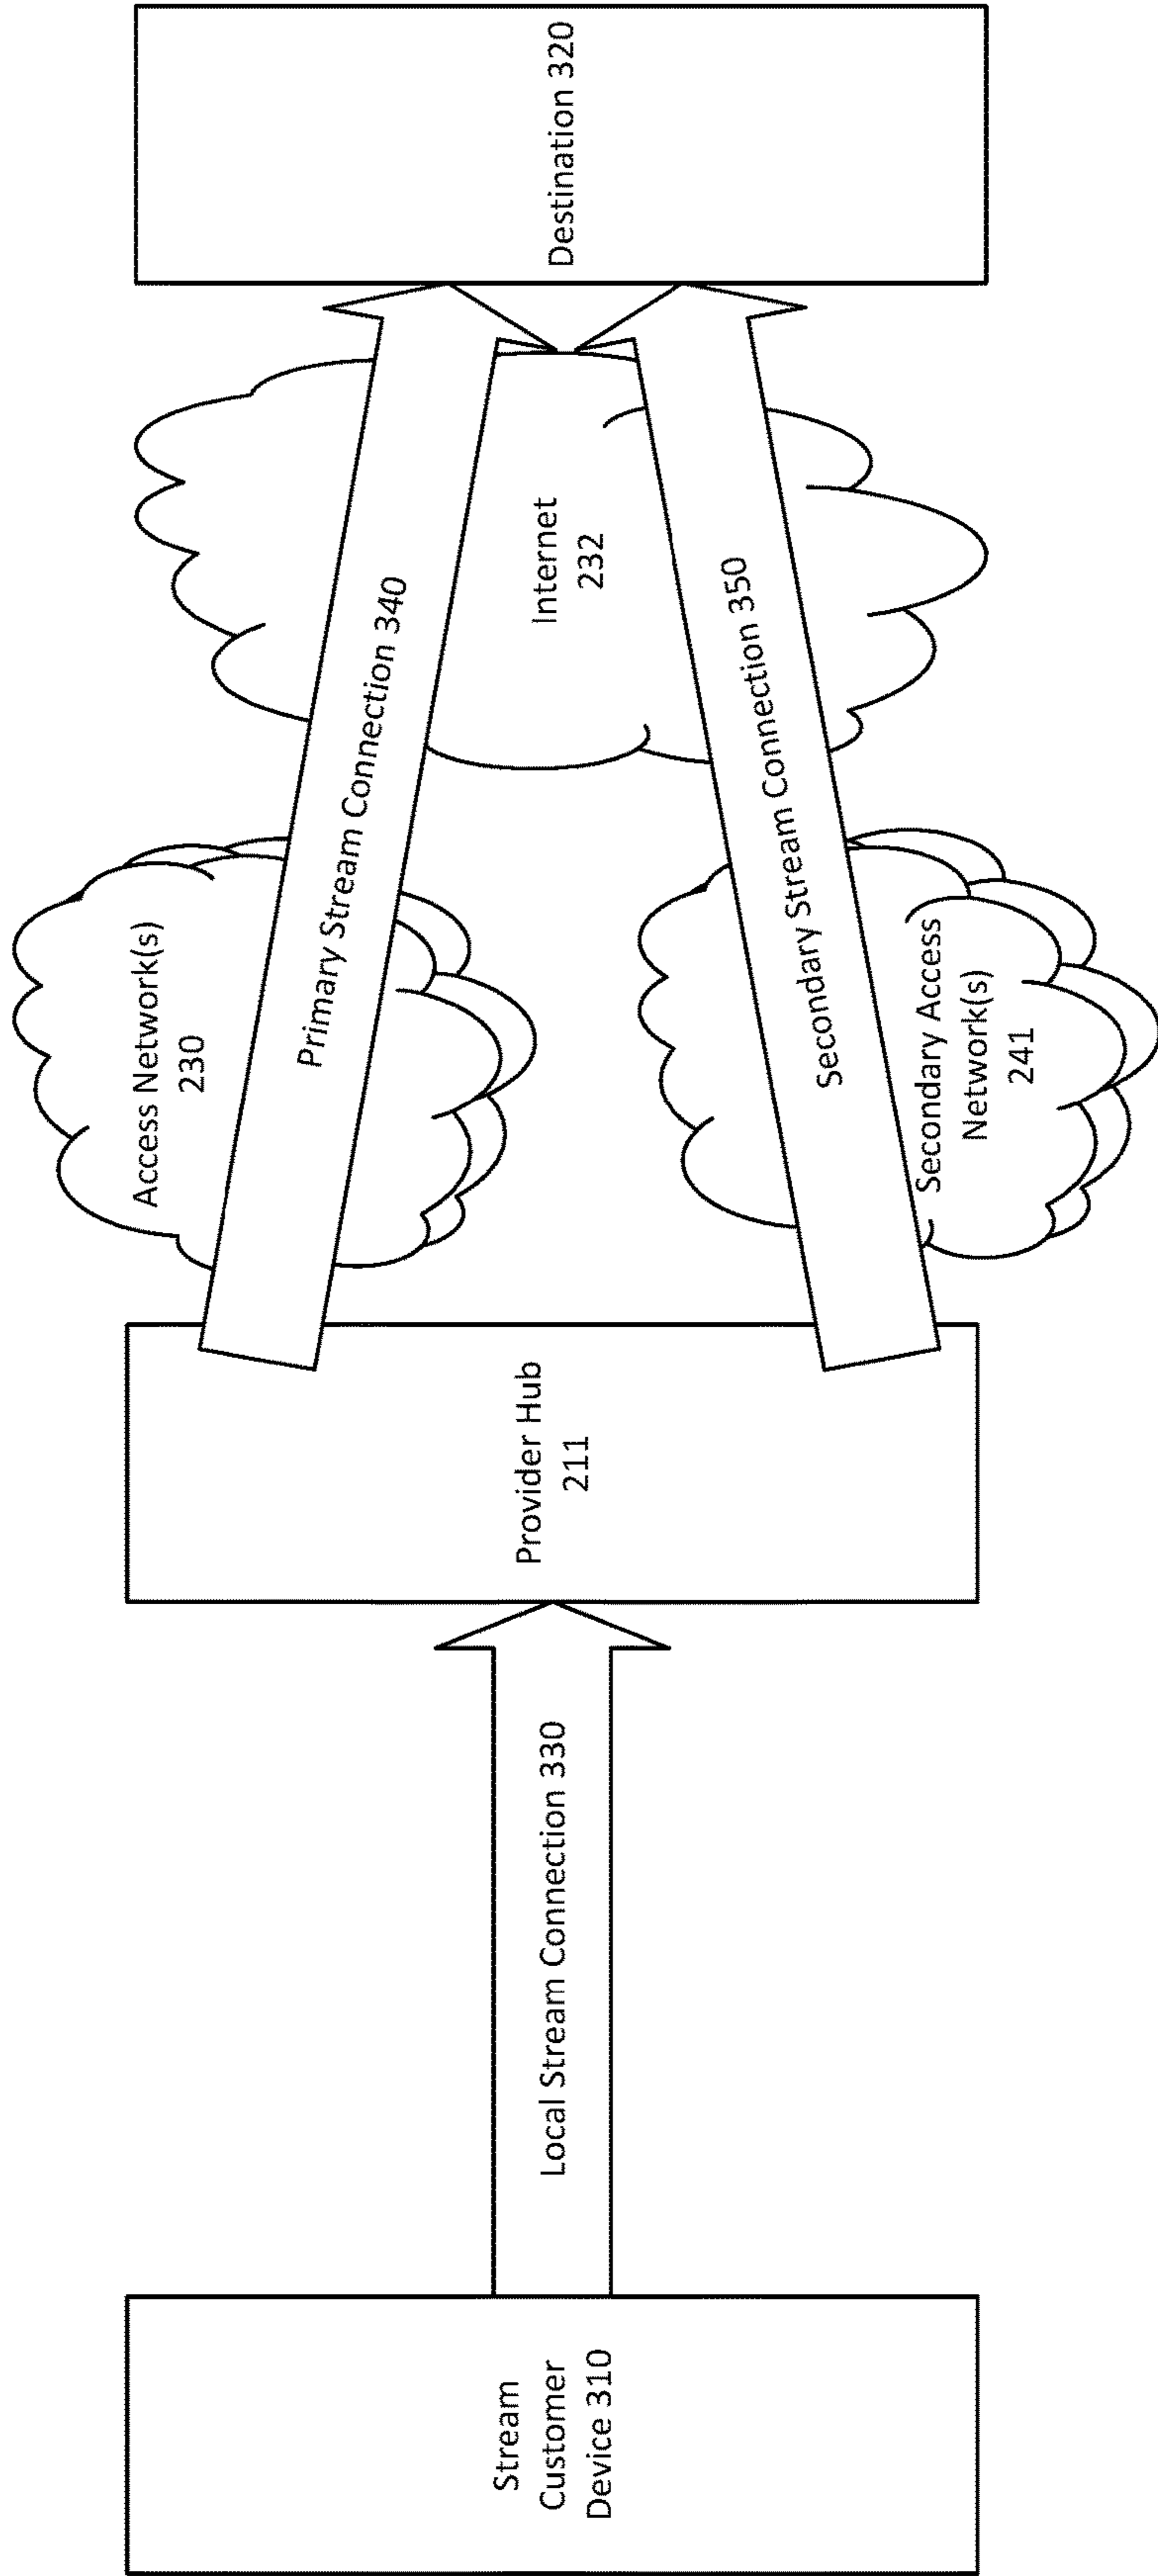 Stream
Customer
Device 310
Local Stream Connection 330
Provider Hub
211
Access Network(s)
230
Primary Stream Connection 340
Secondary Stream Connection 350
Secondary Access
Network(s)
241
Internet
232
Destination 320